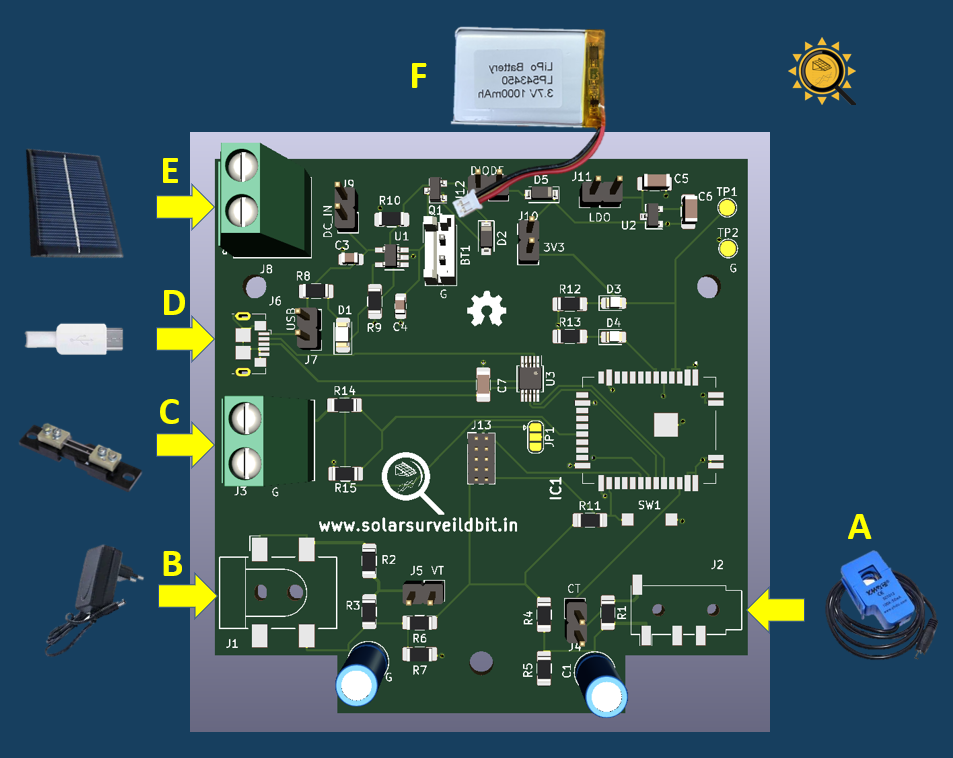 F
LiPo Battery
LP543450
3.7V 1000mAh
E
J9
DC_IN
R10
Q1
J12
DIODE
D5
J11
LDO
C5
C6
U2
TP1
TP2
G
C3
U1
BT1
G
D2
J10
3V3
J8
D
J6
R8
USB
J7
D1
R9
C4
R12
D3
R13
D4
C7
U3
C
J3
G
R14
R15
J13
JP1
IC1
R11
SW1
www.solarsurveildbit.in
A
B
J1
R2
R3
J5
VT
R6
R7
G
CT
R4
R5
J4
C1
R1
J2